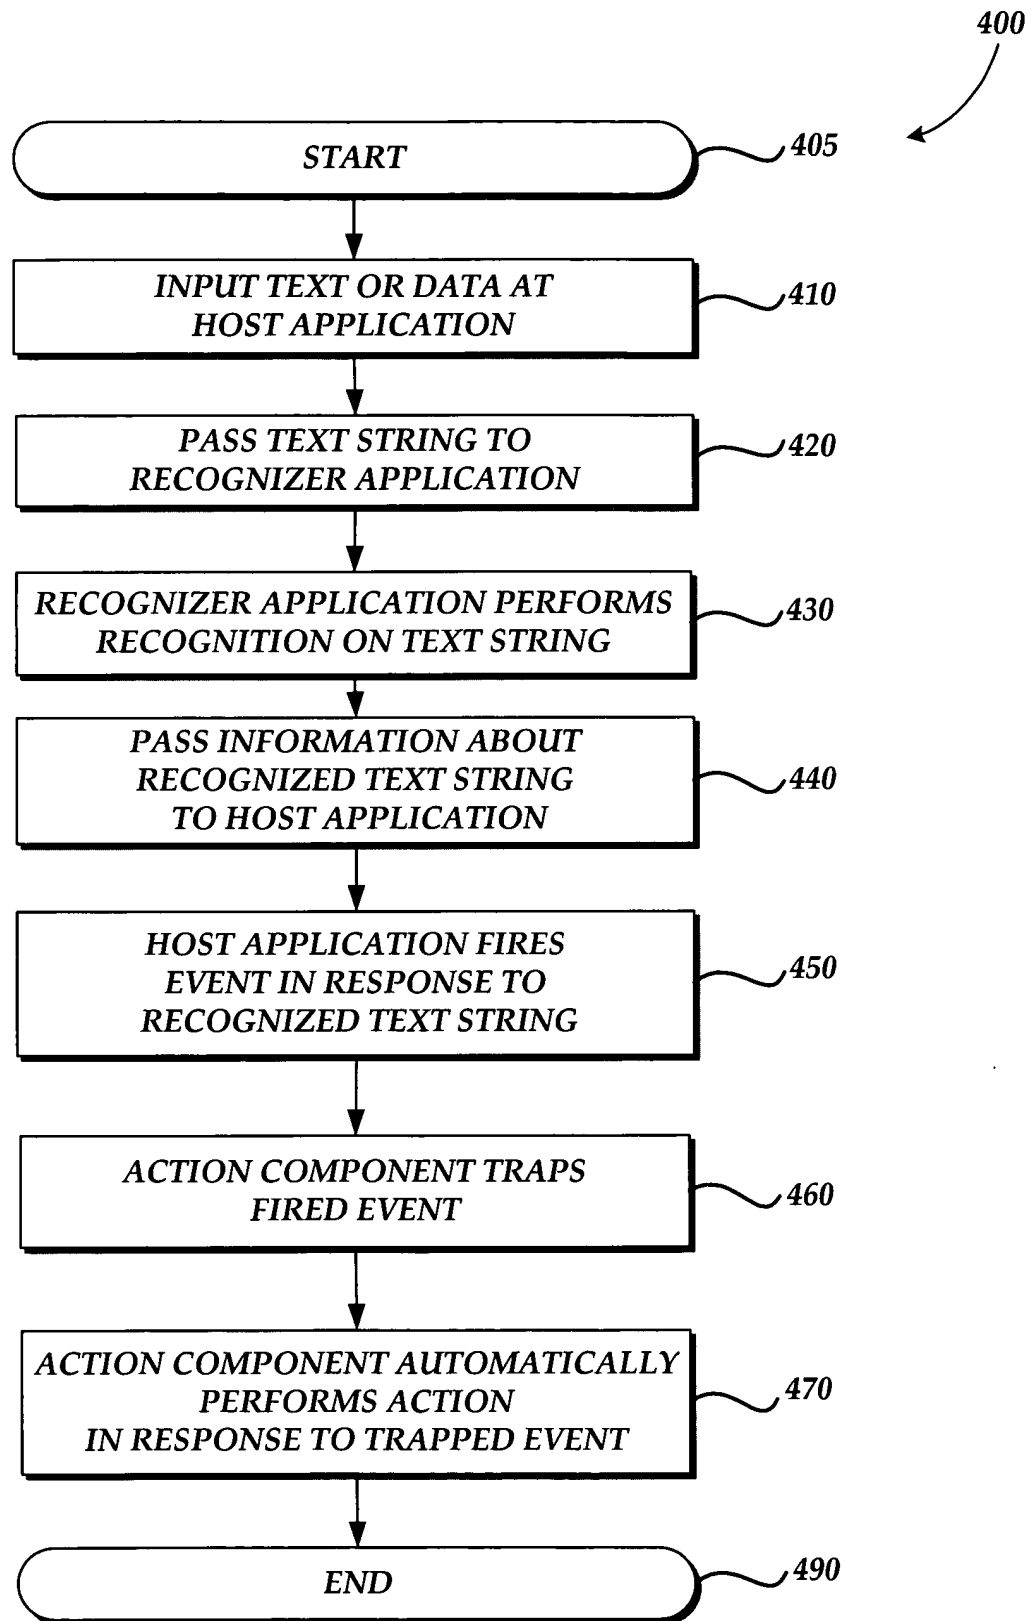 400
START
405
INPUT TEXT OR DATA AT
HOST APPLICATION
410
PASS TEXT STRING TO
RECOGNIZER APPLICATION
420
RECOGNIZER APPLICATION PERFORMS
RECOGNITION ON TEXT STRING
430
PASS INFORMATION ABOUT
RECOGNIZED TEXT STRING
TO HOST APPLICATION
440
HOST APPLICATION FIRES
EVENT IN RESPONSE TO
RECOGNIZED TEXT STRING
450
ACTION COMPONENT TRAPS
FIRED EVENT
460
ACTION COMPONENT AUTOMATICALLY
PERFORMS ACTION
IN RESPONSE TO TRAPPED EVENT
470
END
490